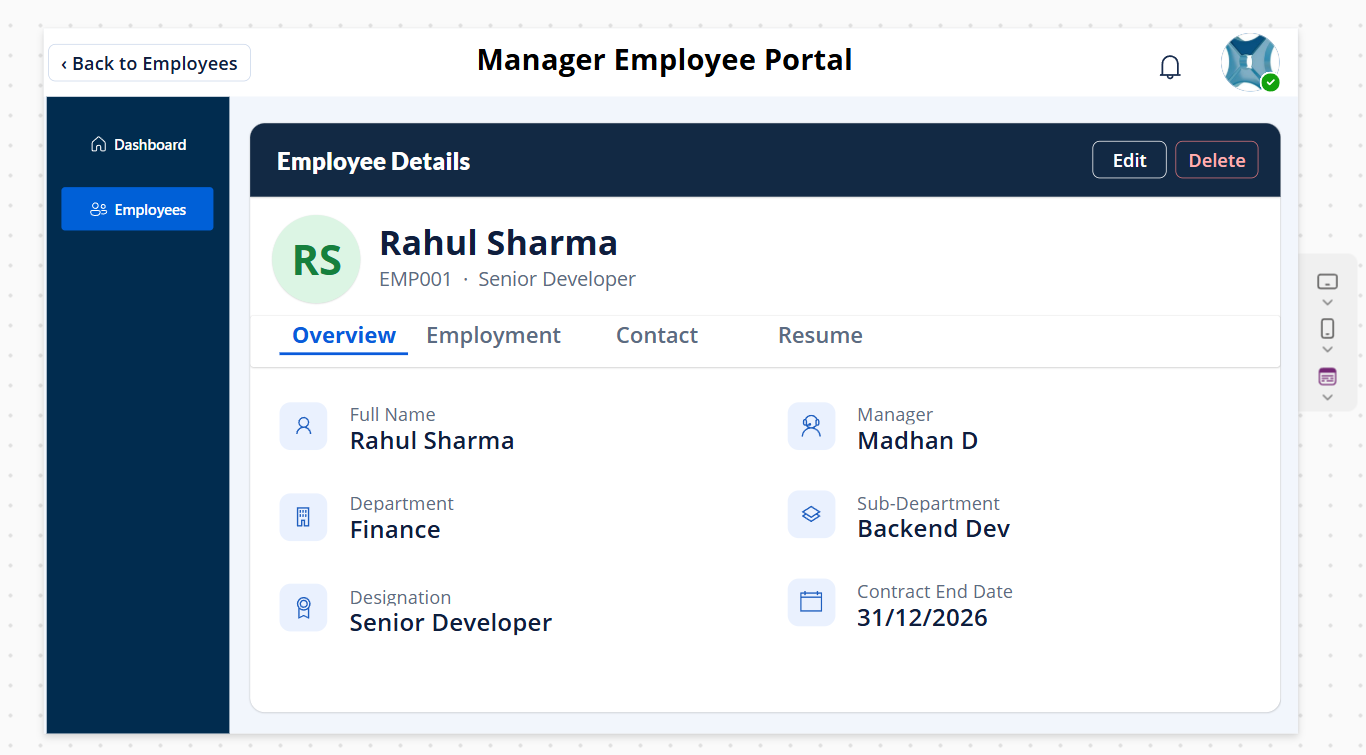 ‹ Back to Employees
Manager Employee Portal
Dashboard
Employees
Employee Details
Edit
Delete
RS
Rahul Sharma
EMP001 · Senior Developer
Overview
Employment
Contact
Resume
Full Name
Rahul Sharma
Manager
Madhan D
Department
Finance
Sub-Department
Backend Dev
Designation
Senior Developer
Contract End Date
31/12/2026